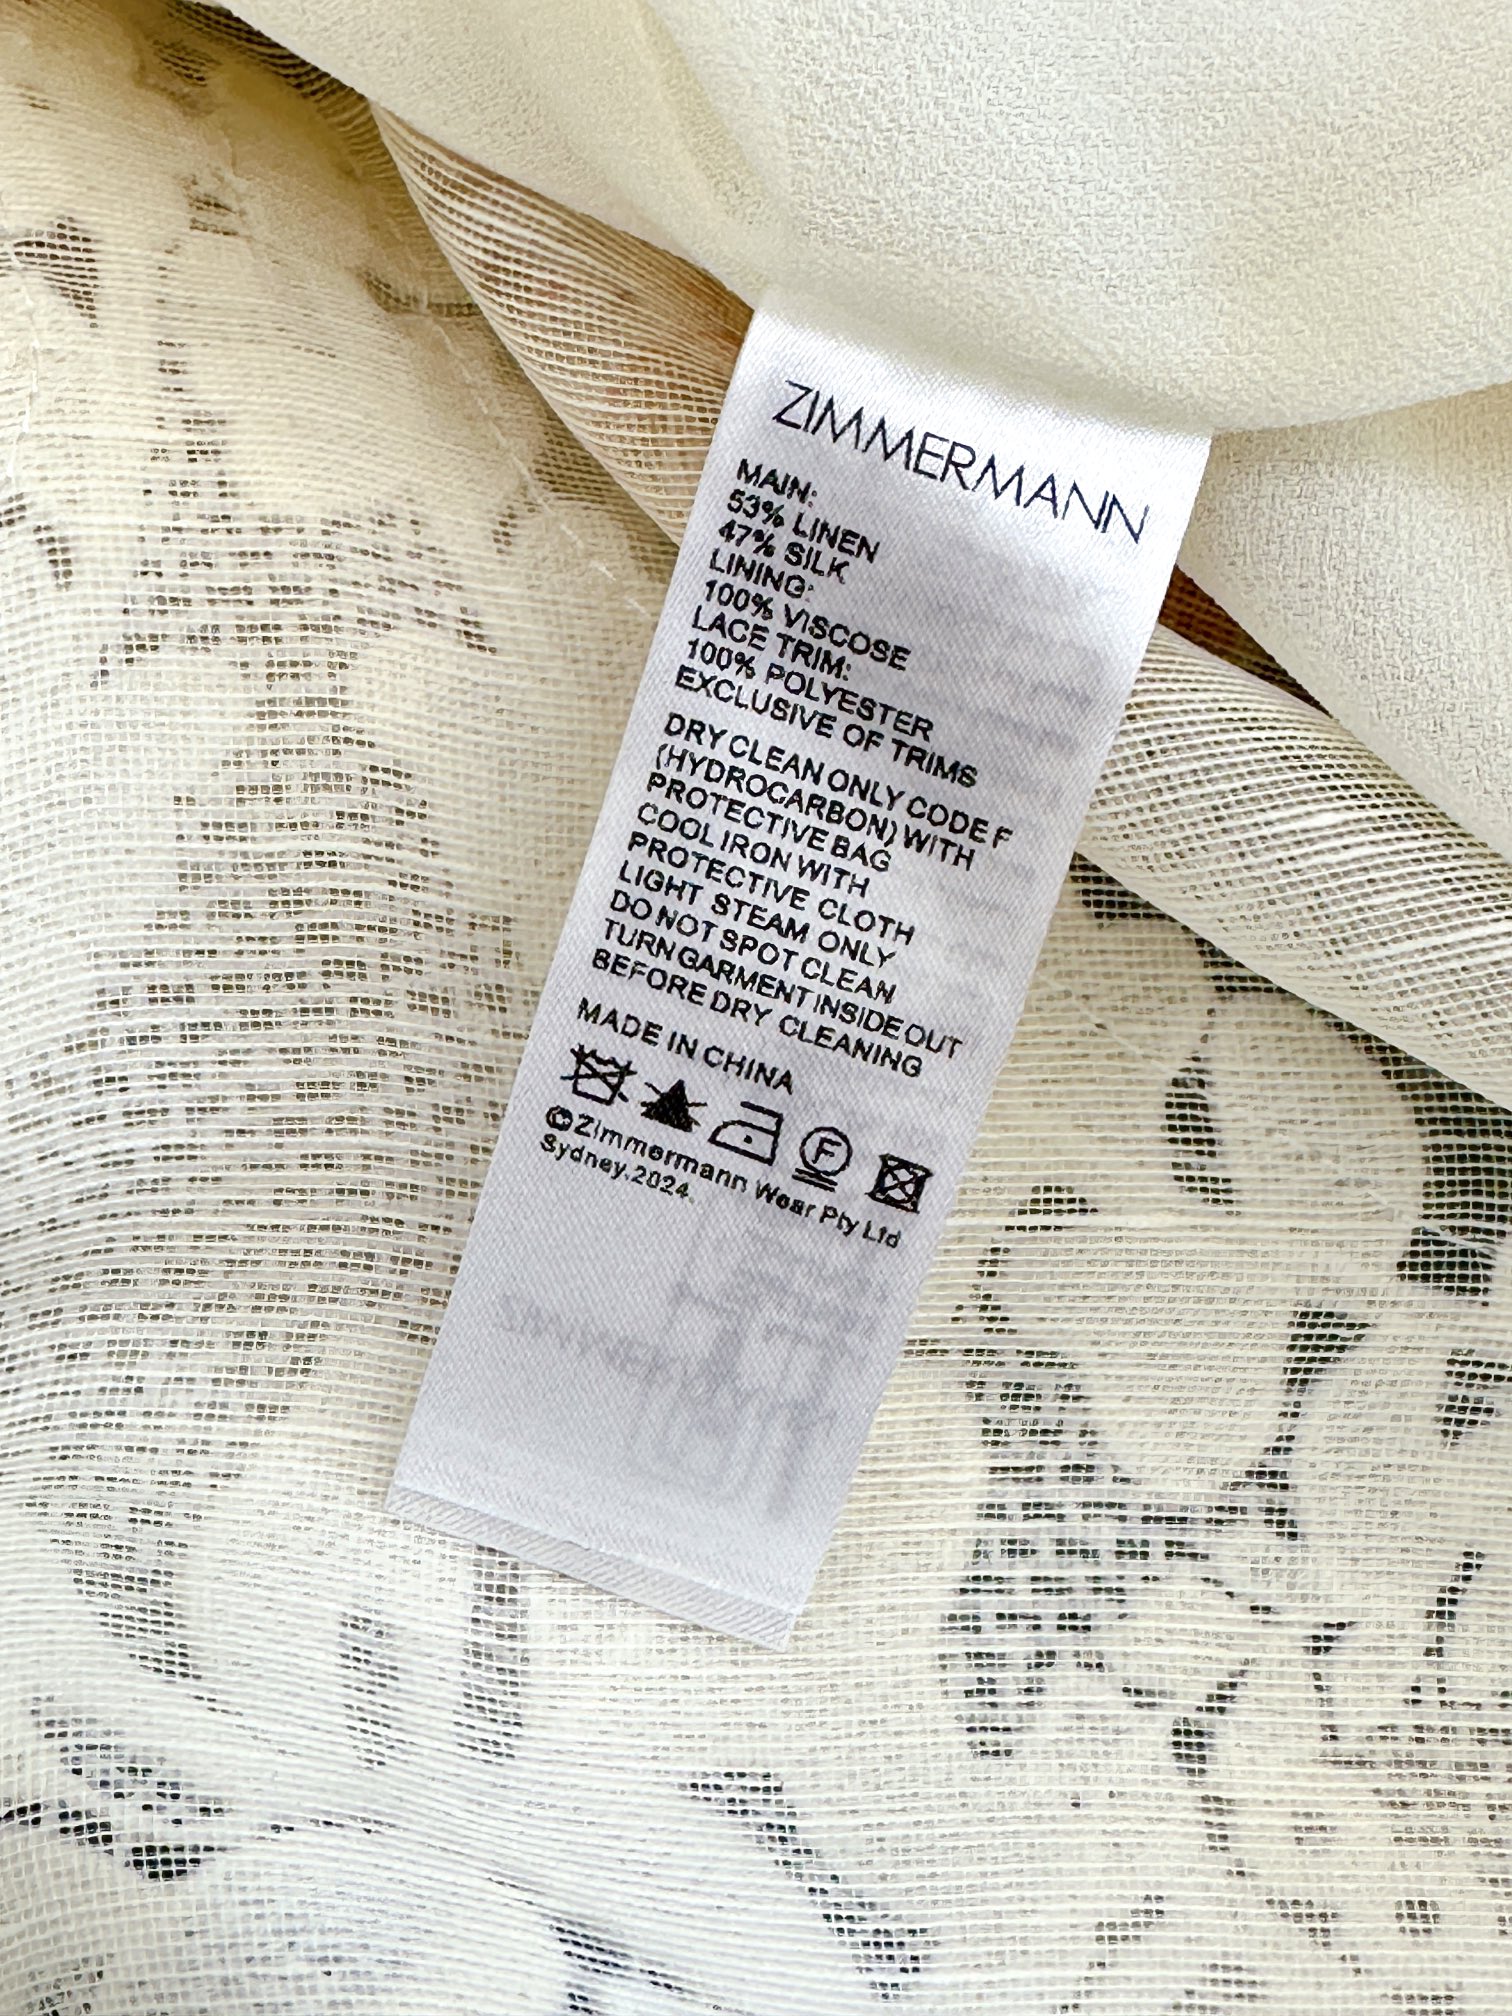 ZIMMERMANN
MAIN:
53% LINEN
47% SILK
LINING:
100% VISCOSE
LACE TRIM:
100% POLYESTER
EXCLUSIVE OF TRIMS
DRY CLEAN ONLY CODE F
(HYDROCARBON) WITH
PROTECTIVE BAG
COOL IRON WITH
PROTECTIVE CLOTH
LIGHT STEAM ONLY
DO NOT SPOT CLEAN
TURN GARMENT INSIDE OUT
BEFORE DRY CLEANING
MADE IN CHINA
F
©Zimmermann Wear Pty Ltd
Sydney.2024.